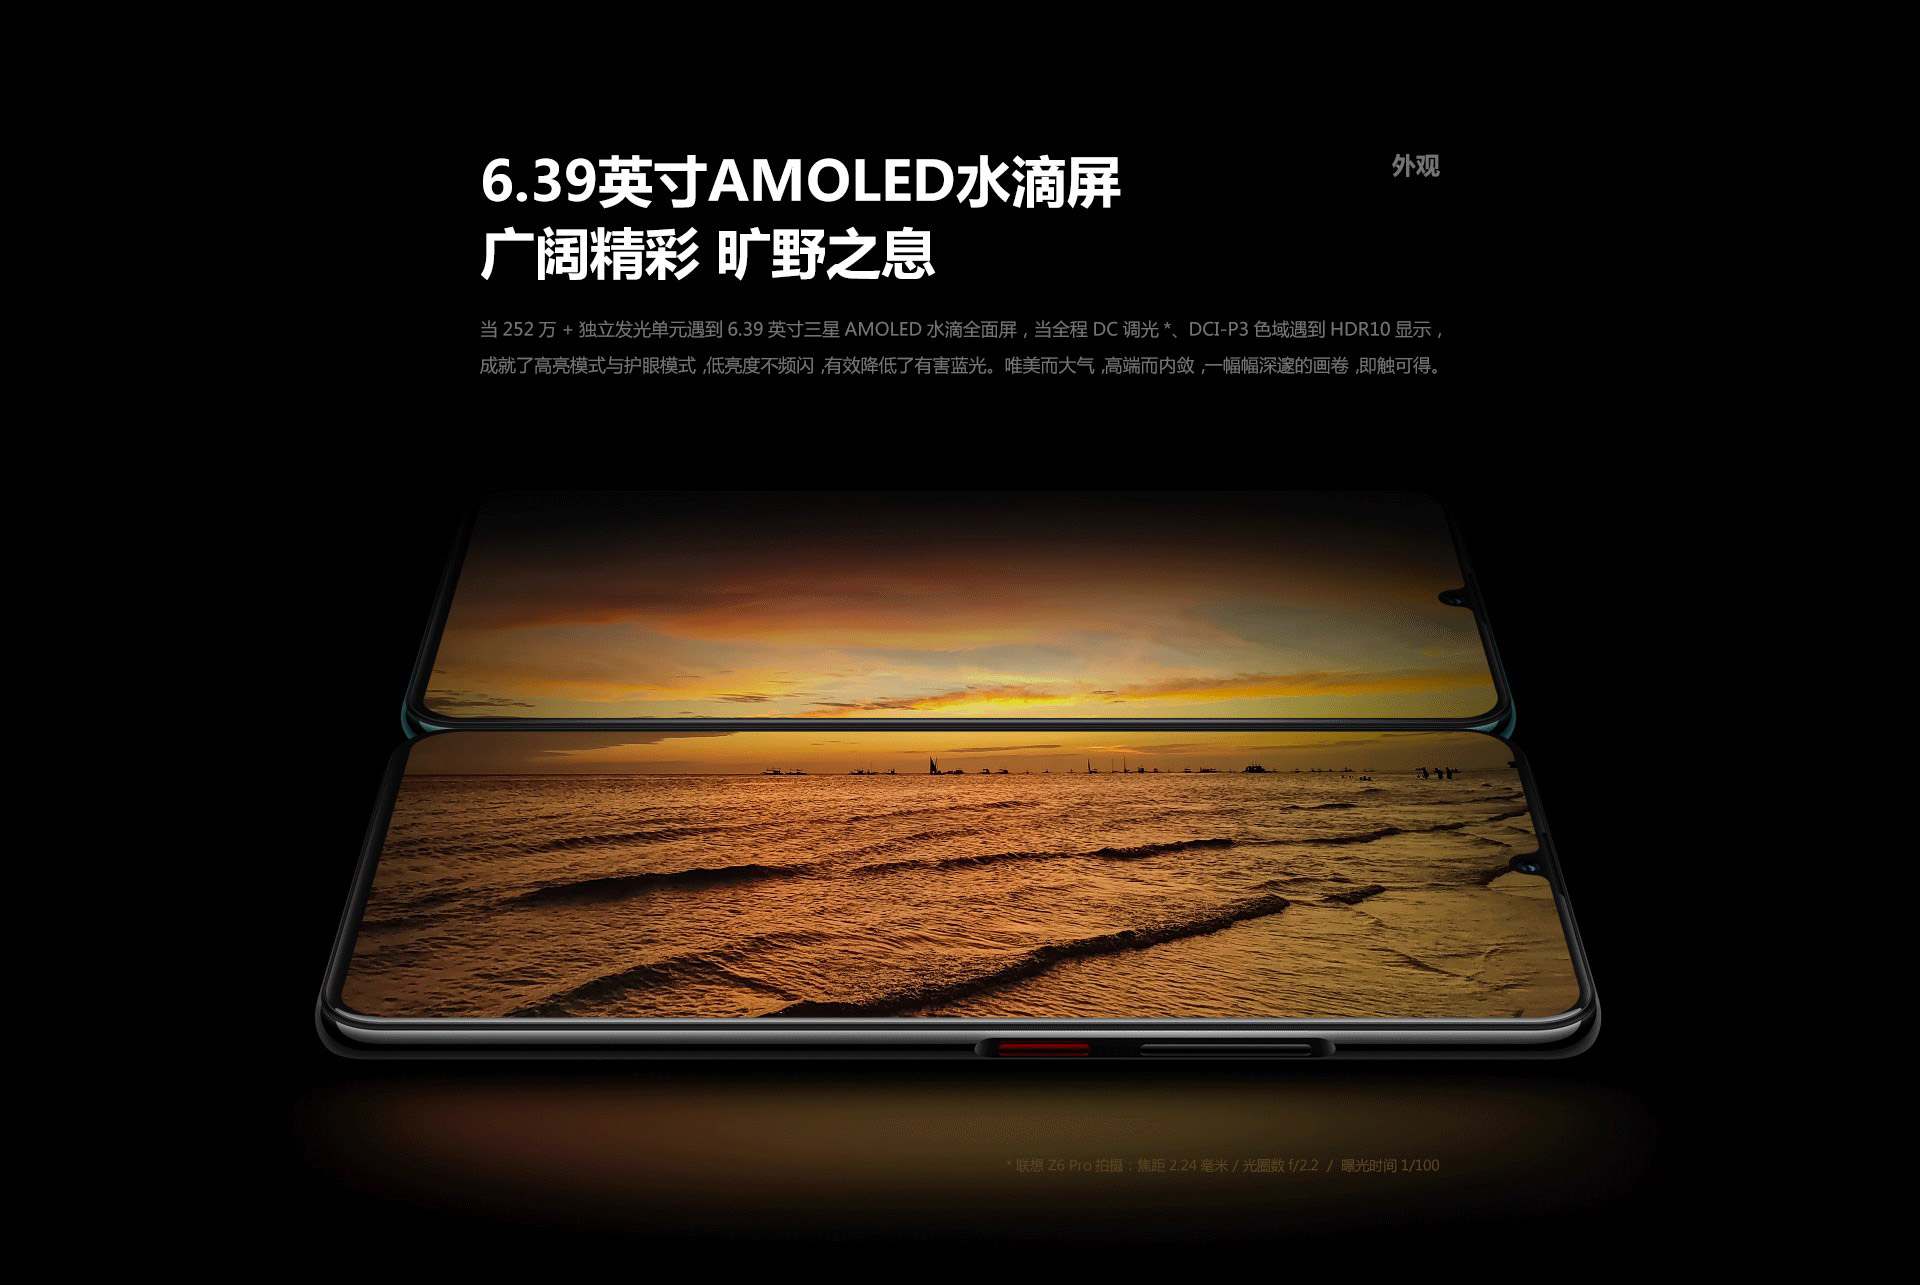 6.39英寸AMOLED水滴屏
外观
广阔精彩 旷野之息
当 252 万 + 独立发光单元遇到 6.39 英寸三星 AMOLED 水滴全面屏，当全程 DC 调光 *、DCI-P3 色域遇到 HDR10 显示，
成就了高亮模式与护眼模式，低亮度不频闪，有效降低了有害蓝光。唯美而大气，高端而内敛，一幅幅深邃的画卷，即触可得。
* 联想 Z6 Pro 拍摄：焦距 2.24 毫米 / 光圈数 f/2.2 / 曝光时间 1/100